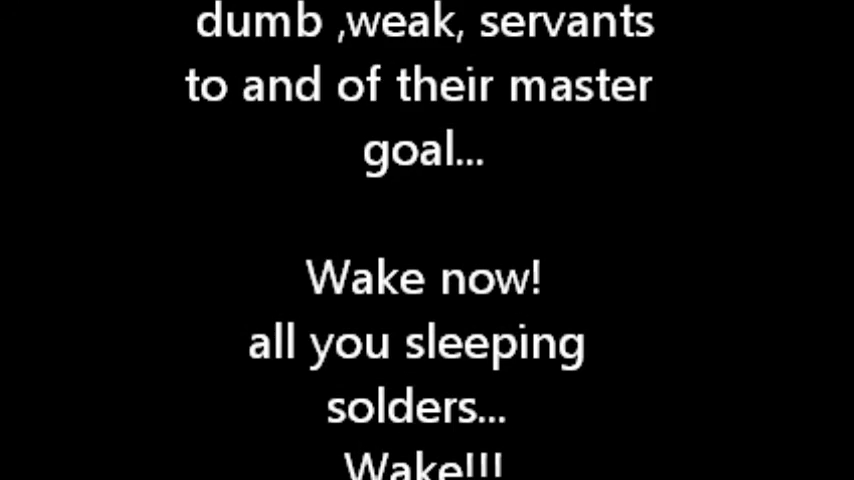 dumb ,weak, servants
to and of their master
goal...
Wake now!
all you sleeping
solders...
Wake!!!